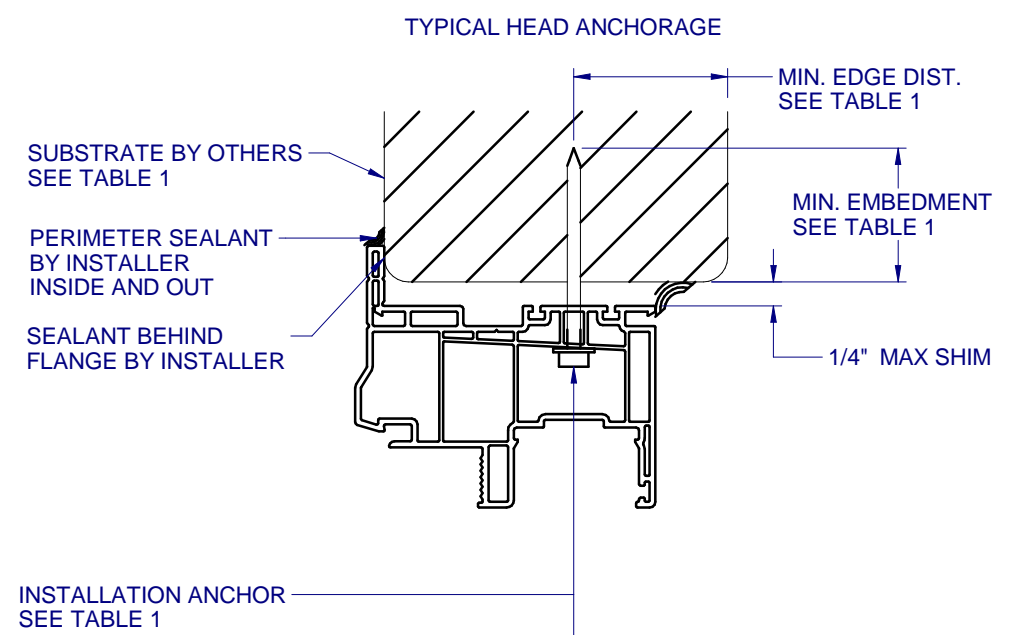 TYPICAL HEAD ANCHORAGE
MIN. EDGE DIST.
SEE TABLE 1
SUBSTRATE BY OTHERS
SEE TABLE 1
MIN. EMBEDMENT
SEE TABLE 1
PERIMETER SEALANT
BY INSTALLER
INSIDE AND OUT
SEALANT BEHIND
FLANGE BY INSTALLER
1/4" MAX SHIM
INSTALLATION ANCHOR
SEE TABLE 1